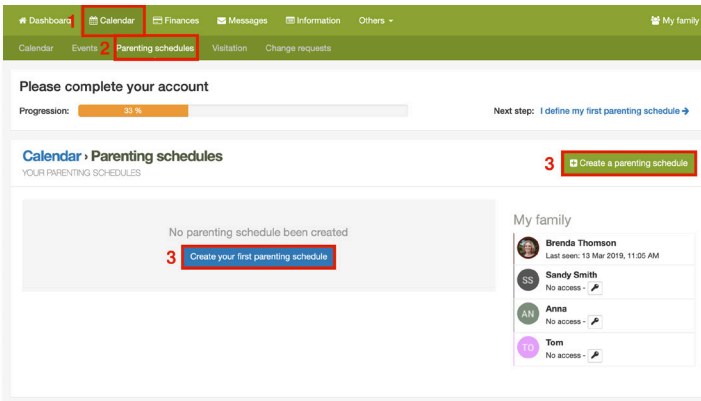 Dashboard 1 Calendar Finances Messages Information Others My family
Calendar Events 2 Parenting schedules Visitation Change requests
Please complete your account
Progression: 33 % Next step: I define my first parenting schedule
Calendar › Parenting schedules
YOUR PARENTING SCHEDULES
3 Create a parenting schedule
No parenting schedule been created
3 Create your first parenting schedule
My family
Brenda Thomson
Last seen: 13 Mar 2019, 11:05 AM
SS Sandy Smith
No access -
AN Anna
No access -
TO Tom
No access -